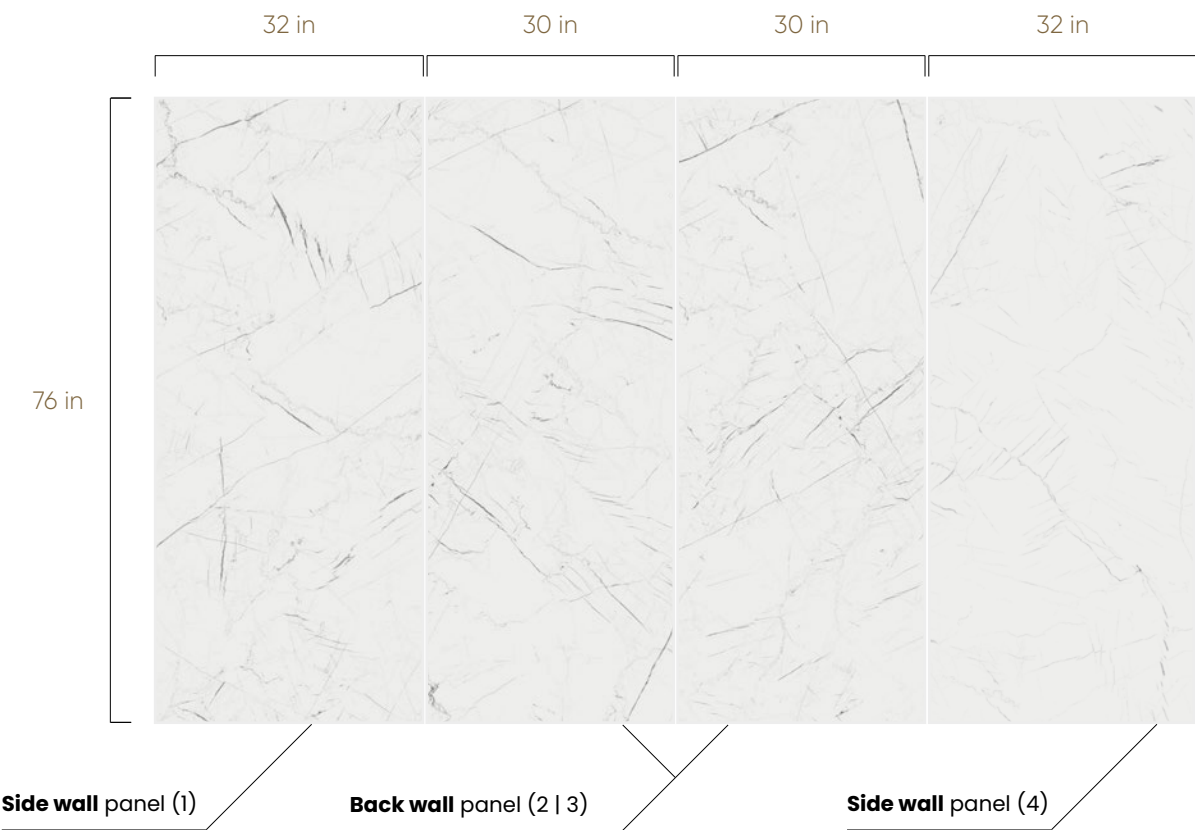 32 in
30 in
30 in
32 in
76 in
Side wall panel (1)
Back wall panel (2 | 3)
Side wall panel (4)